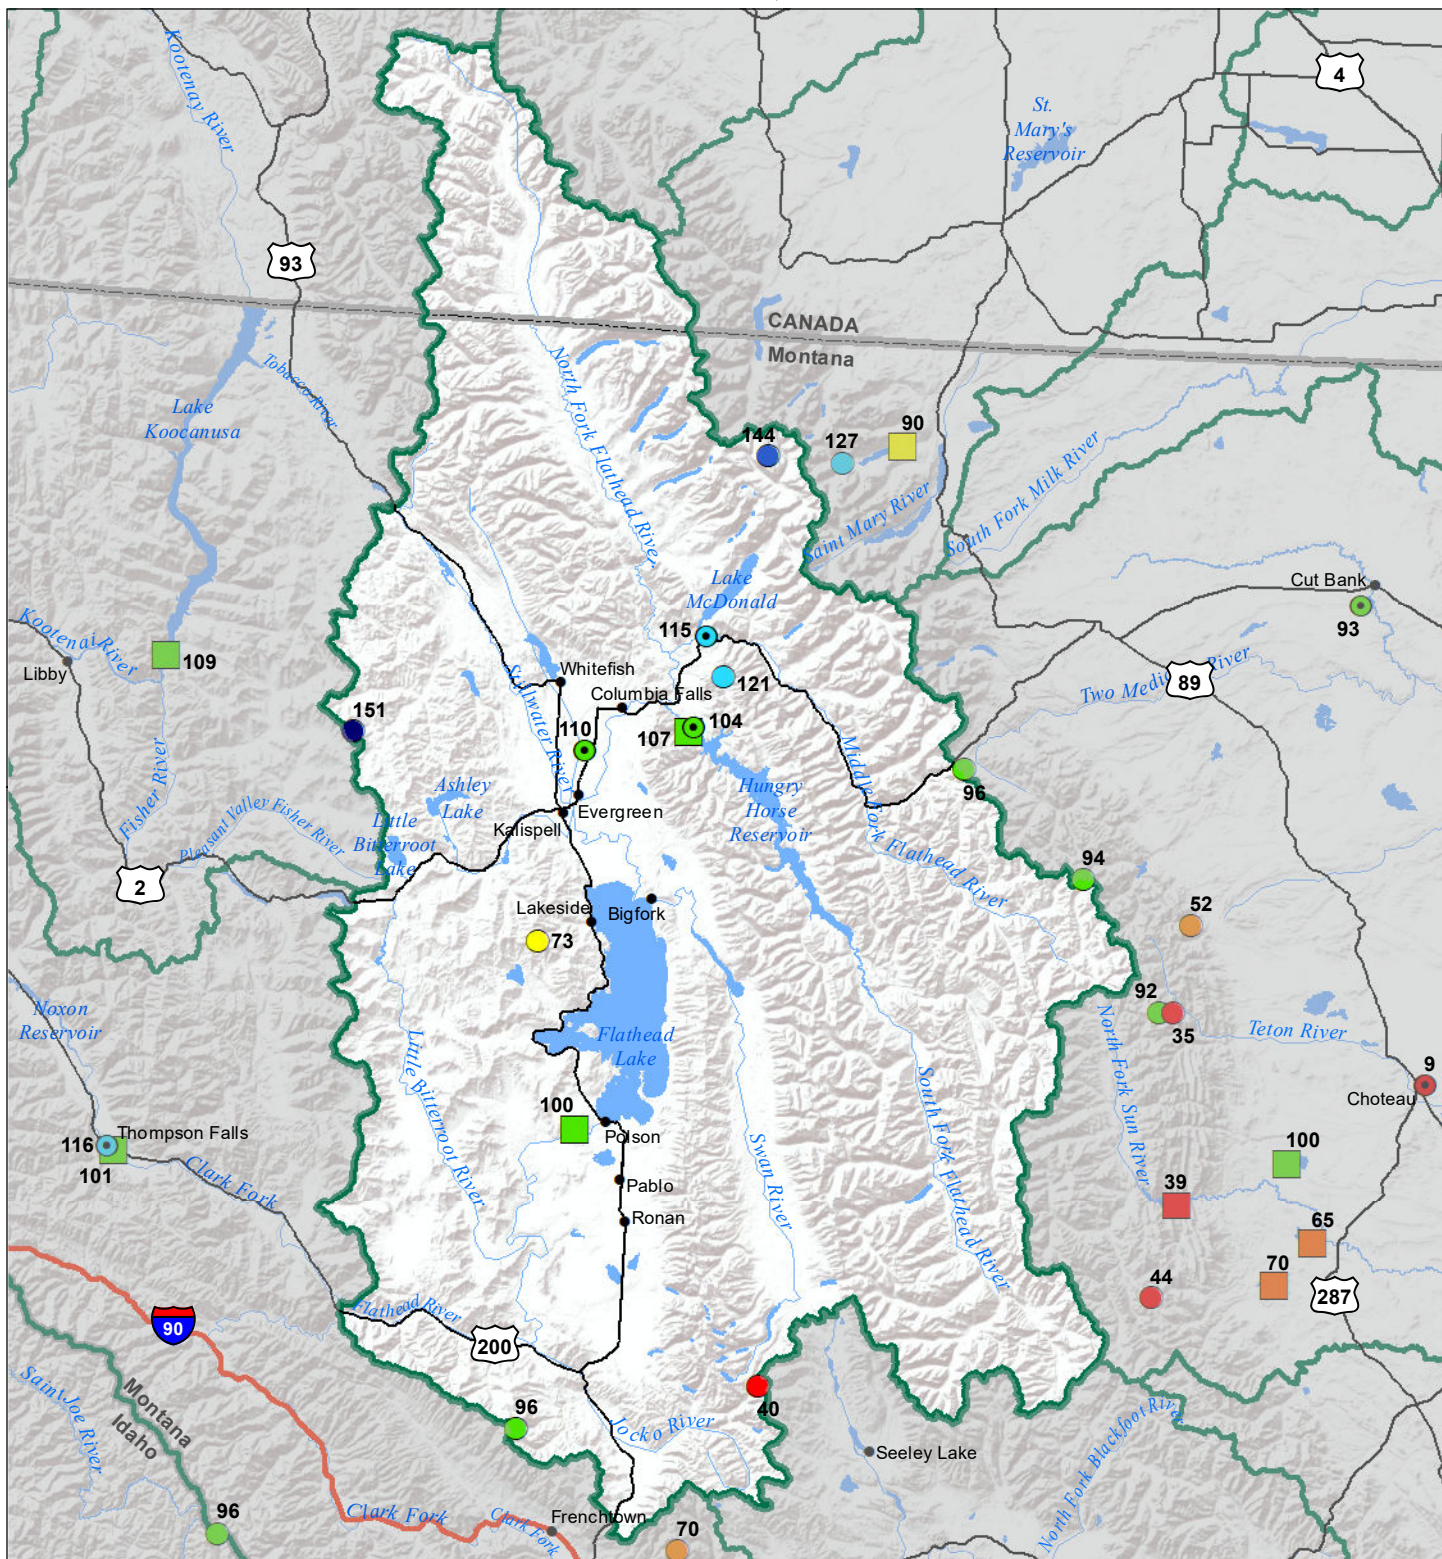 Kootenay River
4
St.
Mary's
Reservoir
93
CANADA
Montana
Tobacco River
North Fork Flathead River
Lake
Koocanusa
144
127
90
South Fork Milk River
Saint Mary River
Lake
McDonald
Cut Bank
93
Kootenai River
109
Libby
115
Whitefish
121
Columbia Falls
Stillwater River
Two Medicine River
89
151
110
104
107
Middle Fork Flathead River
96
Ashley
Lake
Hungry
Horse
Reservoir
Fisher River
Pleasant Valley Fisher River
Little
Bitterroot
Lake
Evergreen
Kalispell
2
94
52
Lakeside
Bigfork
73
92
35
Noxon
Reservoir
North Fork Sun River
Teton River
Flathead
Lake
Little Bitterroot River
South Fork Flathead River
9
Choteau
100
Thompson Falls
116
101
Polson
Swan River
100
Clark Fork
Pablo
39
Ronan
65
70
44
287
Flathead River
90
200
Saint Joe River
Montana
Idaho
40
96
Jocko River
North Fork Blackfoot River
Seeley Lake
96
Clark Fork
Clark Fork
Frenchtown
70